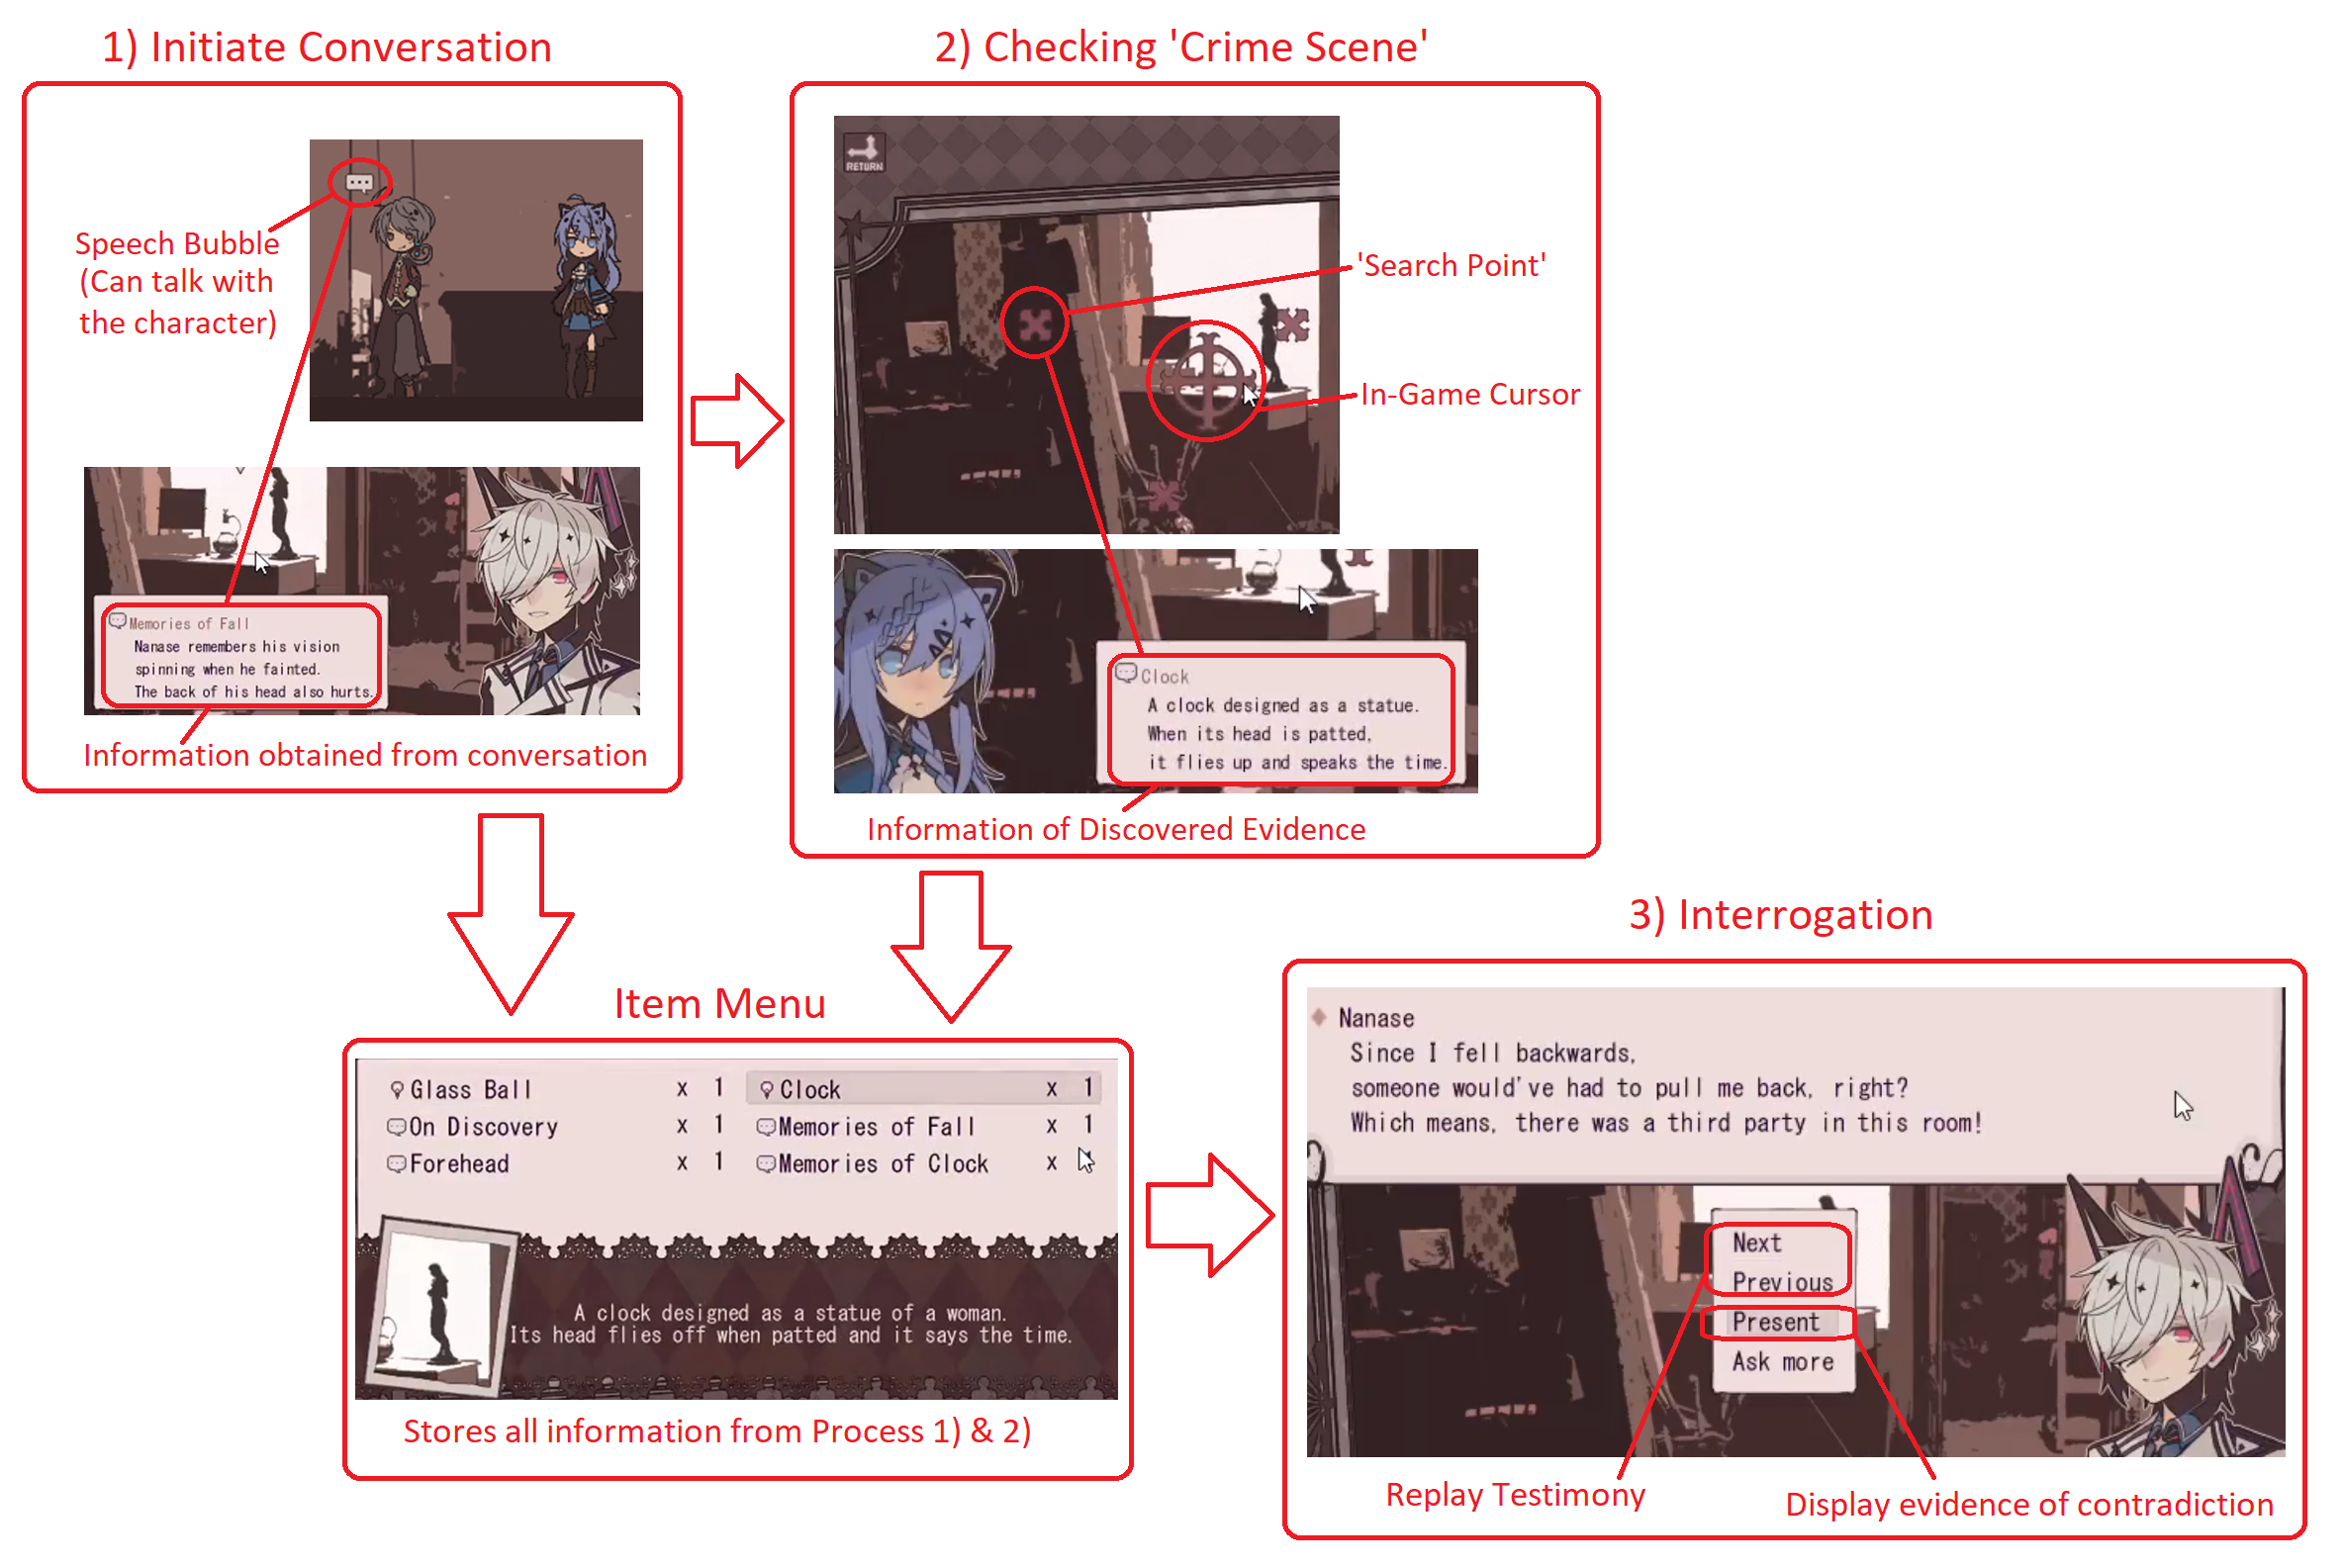 1) Initiate Conversation
Speech Bubble
(Can talk with
the character)
Memories of Fall
Nanase remembers his vision
spinning when he fainted.
The back of his head also hurts.
Information obtained from conversation
2) Checking 'Crime Scene'
RETURN
'Search Point'
In-Game Cursor
Clock
A clock designed as a statue.
When its head is patted,
it flies up and speaks the time.
Information of Discovered Evidence
Item Menu
Glass Ball x 1 Clock x 1
On Discovery x 1 Memories of Fall x 1
Forehead x 1 Memories of Clock x
A clock designed as a statue of a woman.
Its head flies off when patted and it says the time.
Stores all information from Process 1) & 2)
3) Interrogation
Nanase
Since I fell backwards,
someone would've had to pull me back, right?
Which means, there was a third party in this room!
Next
Previous
Present
Ask more
Replay Testimony
Display evidence of contradiction